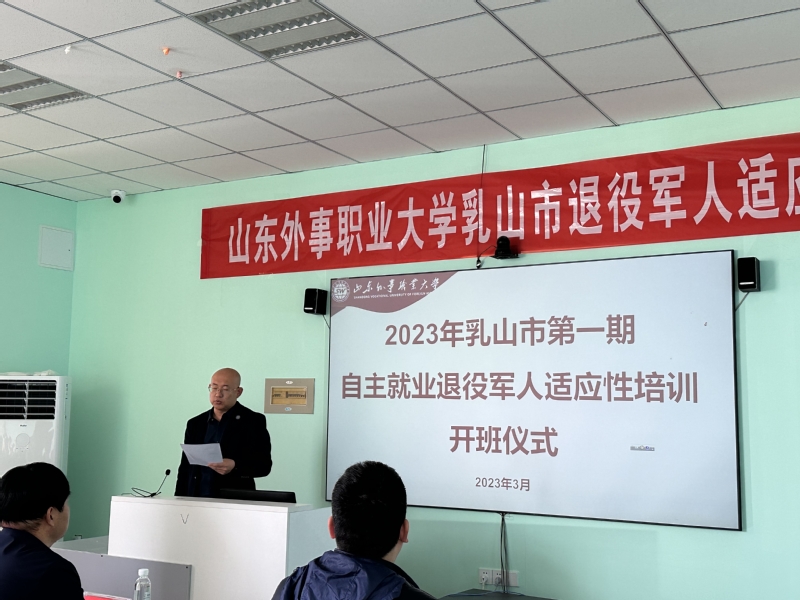 山东外事职业大学乳山市退役军人适应
山东外事职业大学
2023年乳山市第一期
自主就业退役军人适应性培训
开班仪式
2023年3月